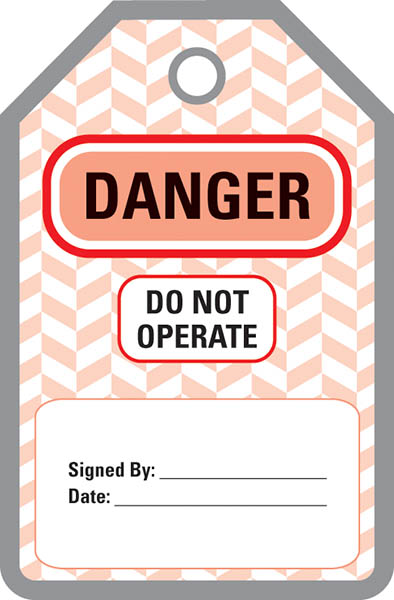 DANGER
DO NOT
OPERATE
Signed By:
Date: